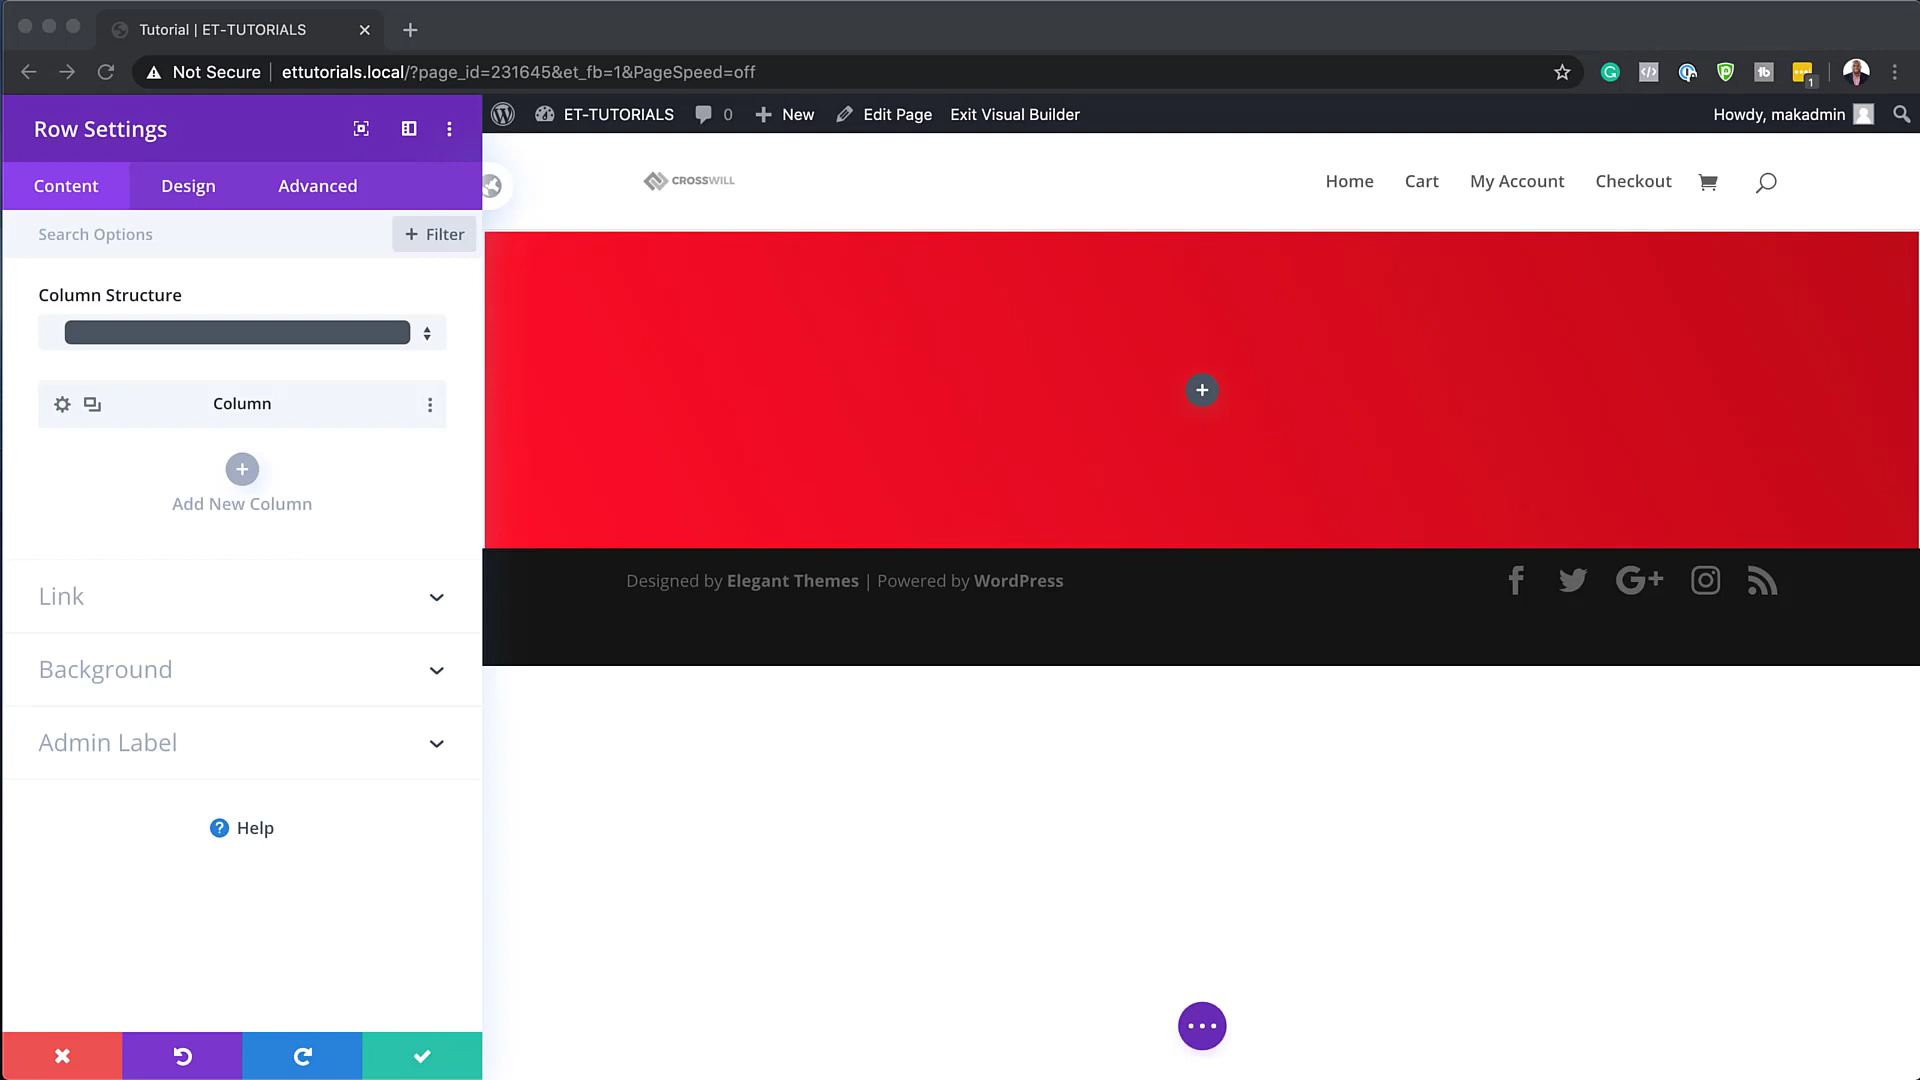 Tutorial | ET-TUTORIALS
Not Secure | ettutorials.local/?page_id=231645&et_fb=1&PageSpeed=off
1
Row Settings
ET-TUTORIALS 0 New Edit Page Exit Visual Builder Howdy, makadmin
Content Design Advanced
CROSSWILL
Home Cart My Account Checkout
Search Options
+ Filter
Column Structure
Column
Add New Column
Link
Background
Admin Label
Help
Designed by Elegant Themes | Powered by WordPress